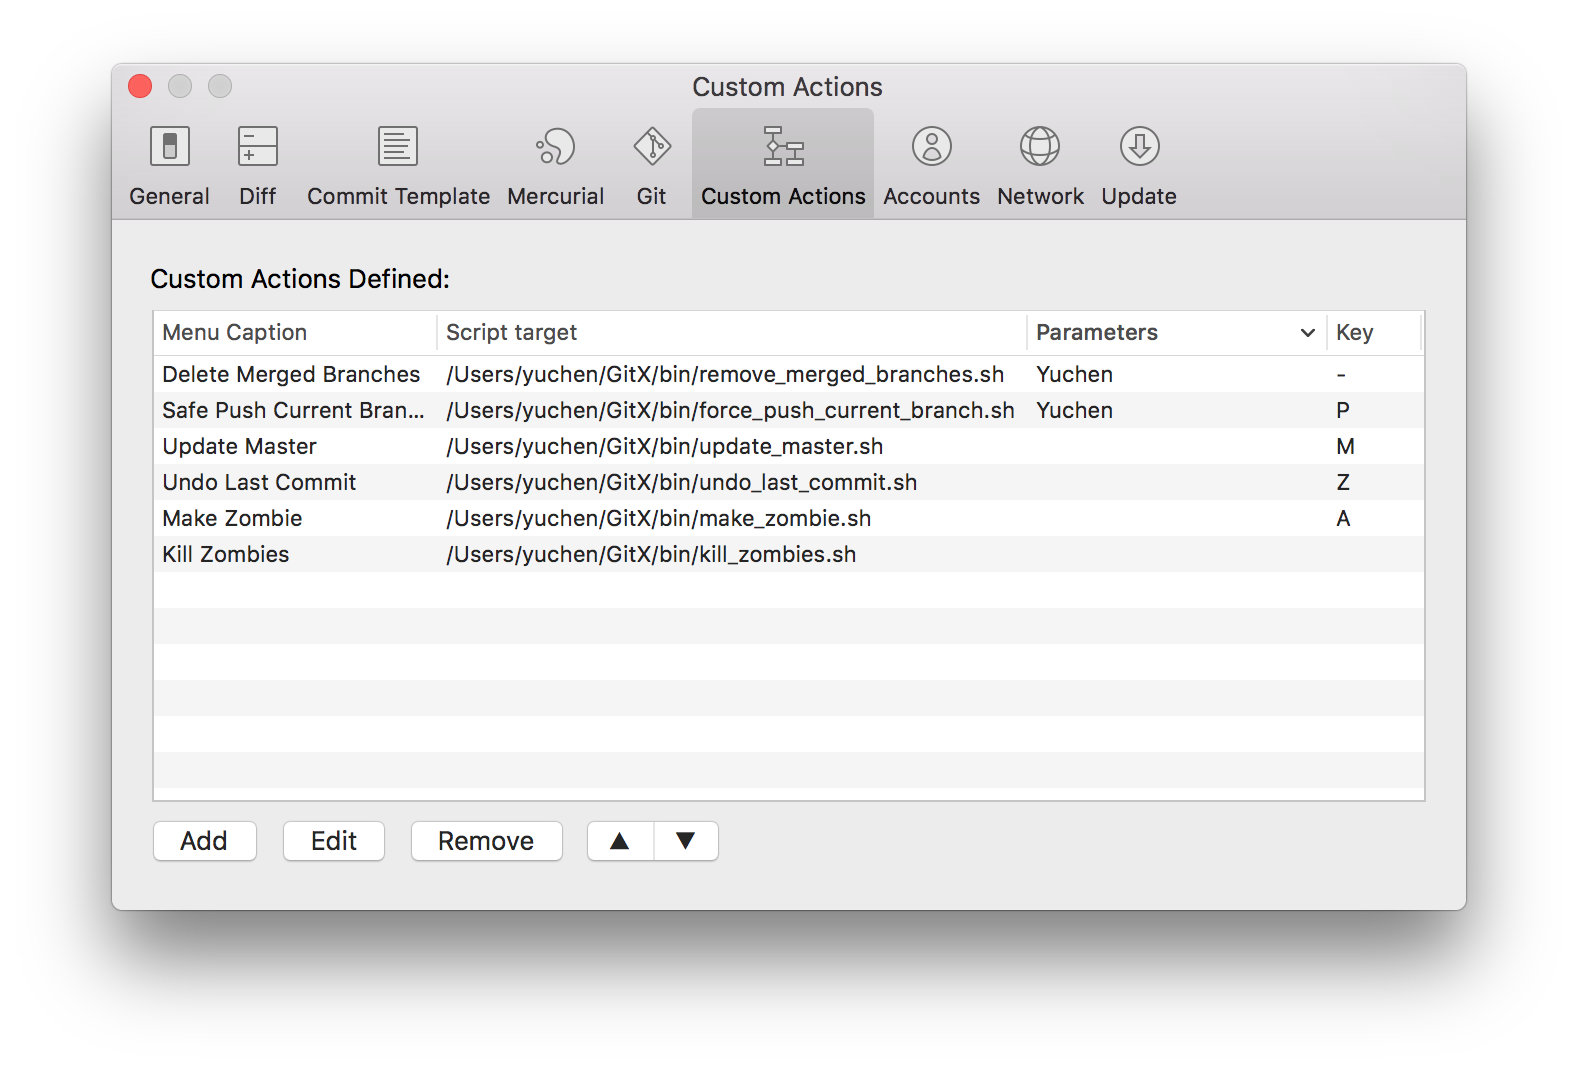 Custom Actions
General Diff Commit Template Mercurial Git Custom Actions Accounts Network Update
Custom Actions Defined:
Menu Caption Script target Parameters Key
Delete Merged Branches /Users/yuchen/GitX/bin/remove_merged_branches.sh Yuchen -
Safe Push Current Bran... /Users/yuchen/GitX/bin/force_push_current_branch.sh Yuchen P
Update Master /Users/yuchen/GitX/bin/update_master.sh M
Undo Last Commit /Users/yuchen/GitX/bin/undo_last_commit.sh Z
Make Zombie /Users/yuchen/GitX/bin/make_zombie.sh A
Kill Zombies /Users/yuchen/GitX/bin/kill_zombies.sh
Add Edit Remove ▲ ▼